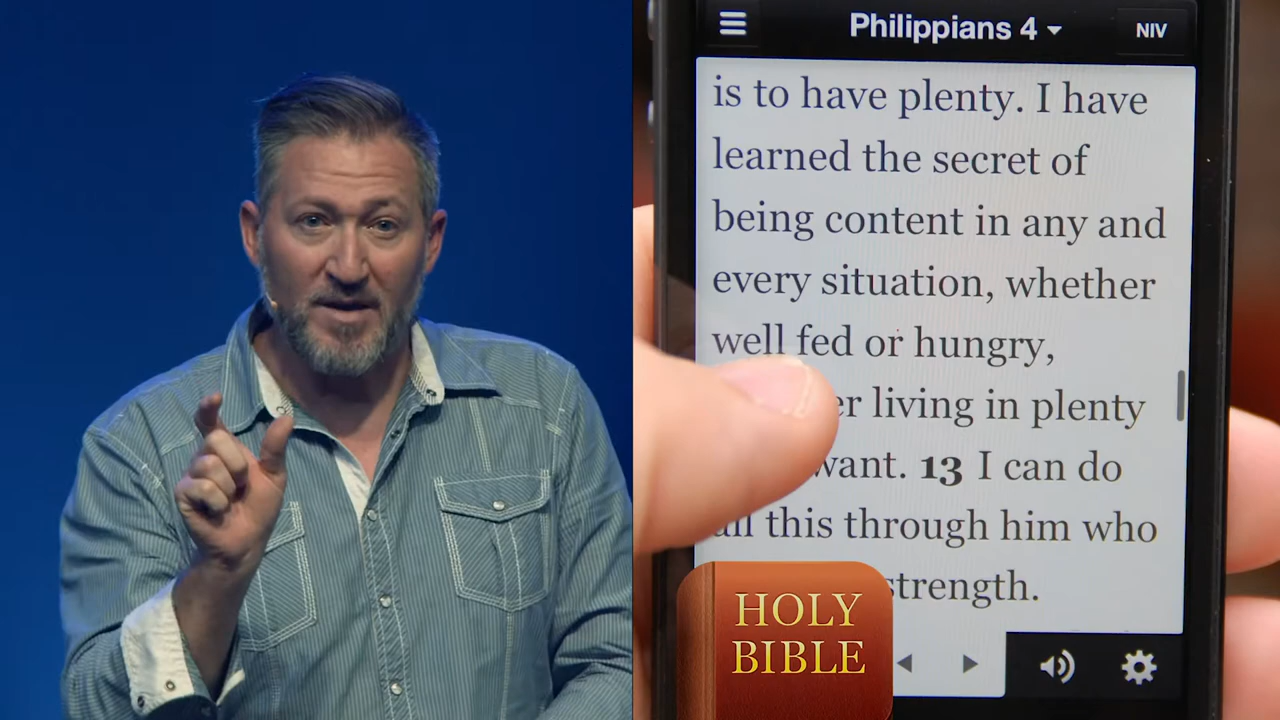 Philippians 4
NIV
is to have plenty. I have
learned the secret of
being content in any and
every situation, whether
well fed or hungry,
living in plenty
want. 13 I can do
all this through him who
strength.
HOLY
BIBLE